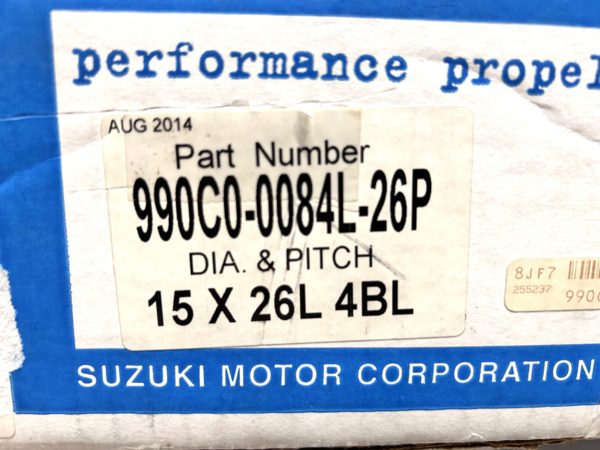 performance propel
AUG 2014
Part Number
990C0-0084L-26P
DIA. & PITCH
15 X 26L 4BL
8JF7
255237
990
SUZUKI MOTOR CORPORATION